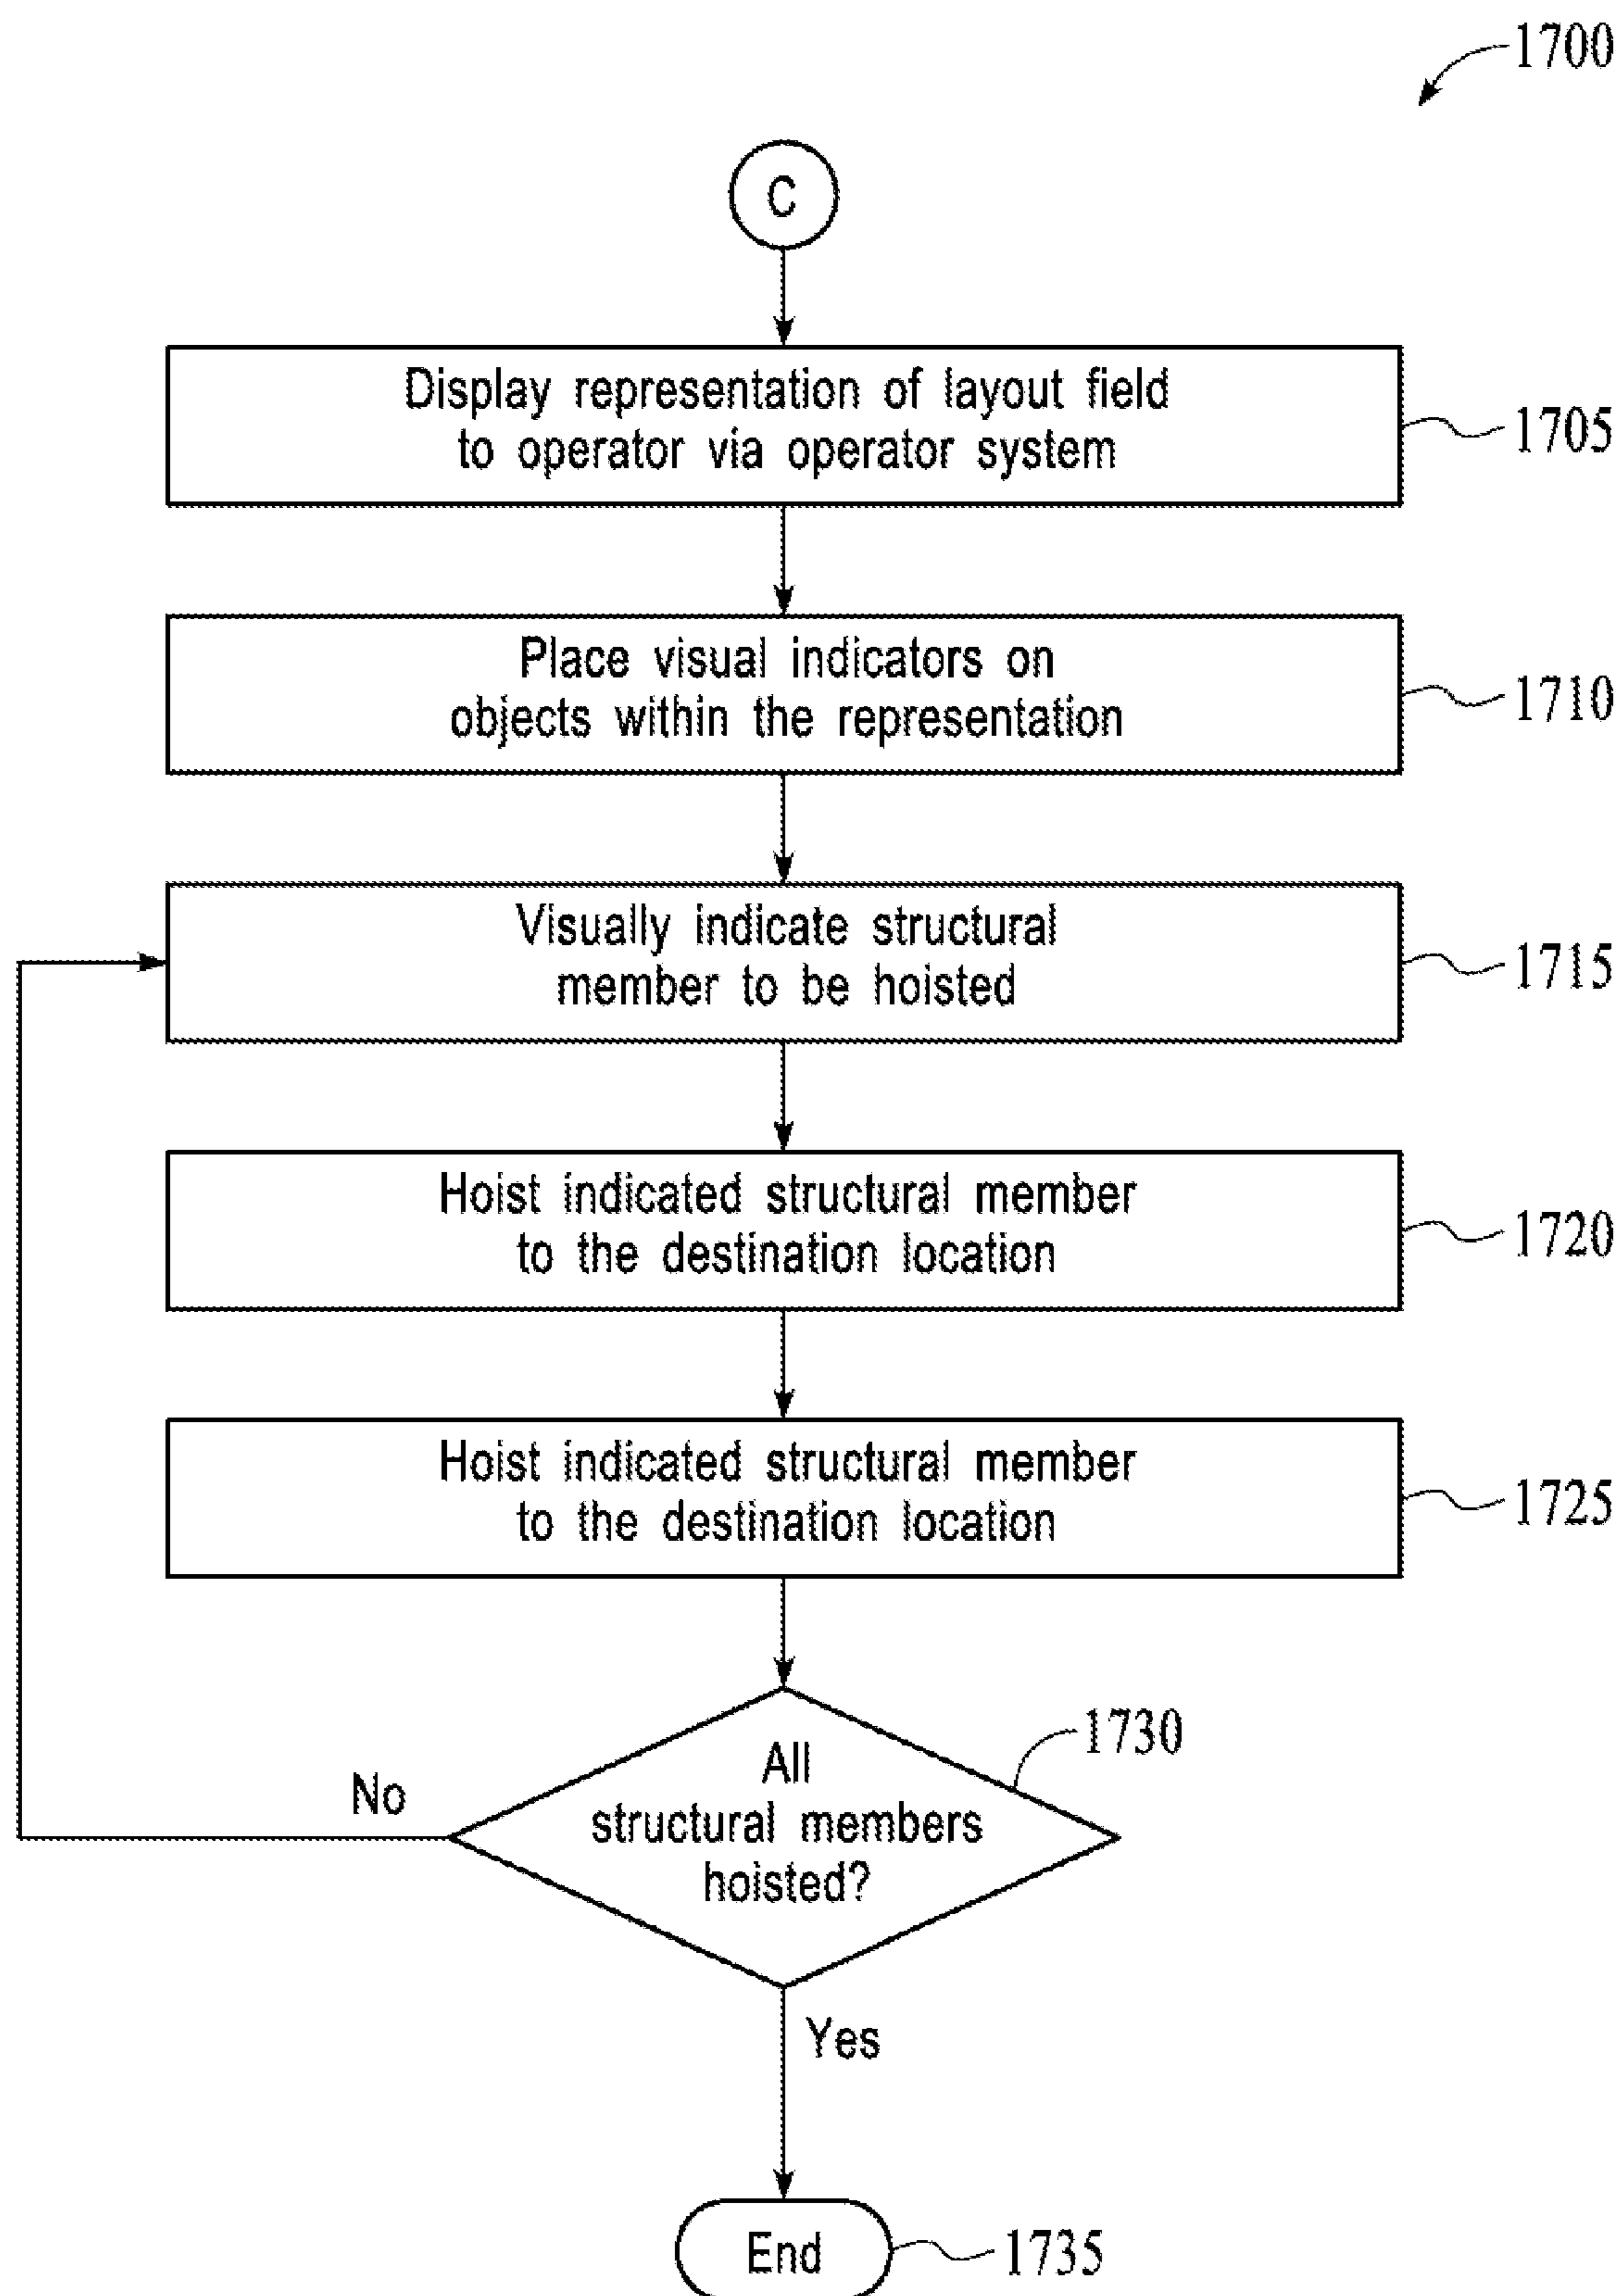 1700
C
Display representation of layout field
to operator via operator system
1705
Place visual indicators on
objects within the representation
1710
Visually indicate structural
member to be hoisted
1715
Hoist indicated structural member
to the destination location
1720
Hoist indicated structural member
to the destination location
1725
1730
All
structural members
hoisted?
No
Yes
End
1735